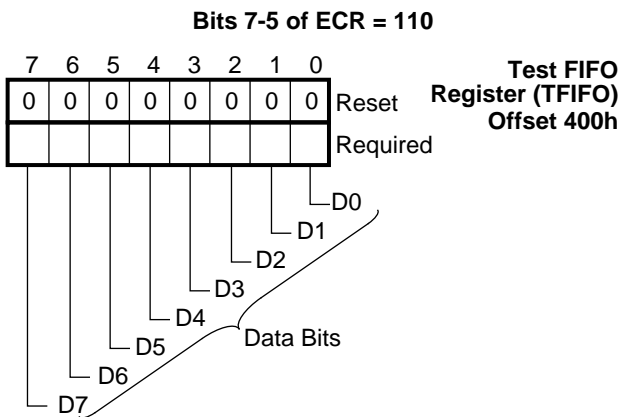 Bits 7-5 of ECR = 110
7 6 5 4 3 2 1 0
Test FIFO
Register (TFIFO)
Offset 400h
0 0 0 0 0 0 0 0 Reset
Required
D0
D1
D2
D3
D4
D5
D6
D7
Data Bits